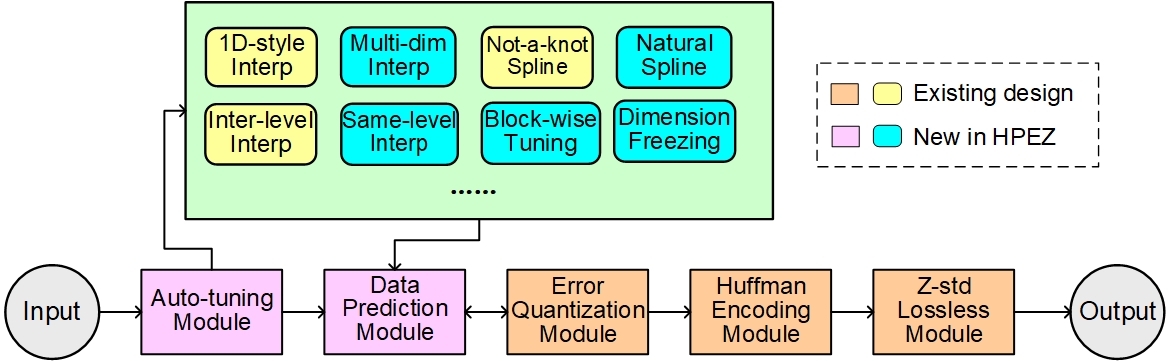 1D-style
Interp
Multi-dim
Interp
Not-a-knot
Spline
Natural
Spline
Inter-level
Interp
Same-level
Interp
Block-wise
Tuning
Dimension
Freezing
......
Existing design
New in HPEZ
Input
Auto-tuning
Module
Data
Prediction
Module
Error
Quantization
Module
Huffman
Encoding
Module
Z-std
Lossless
Module
Output